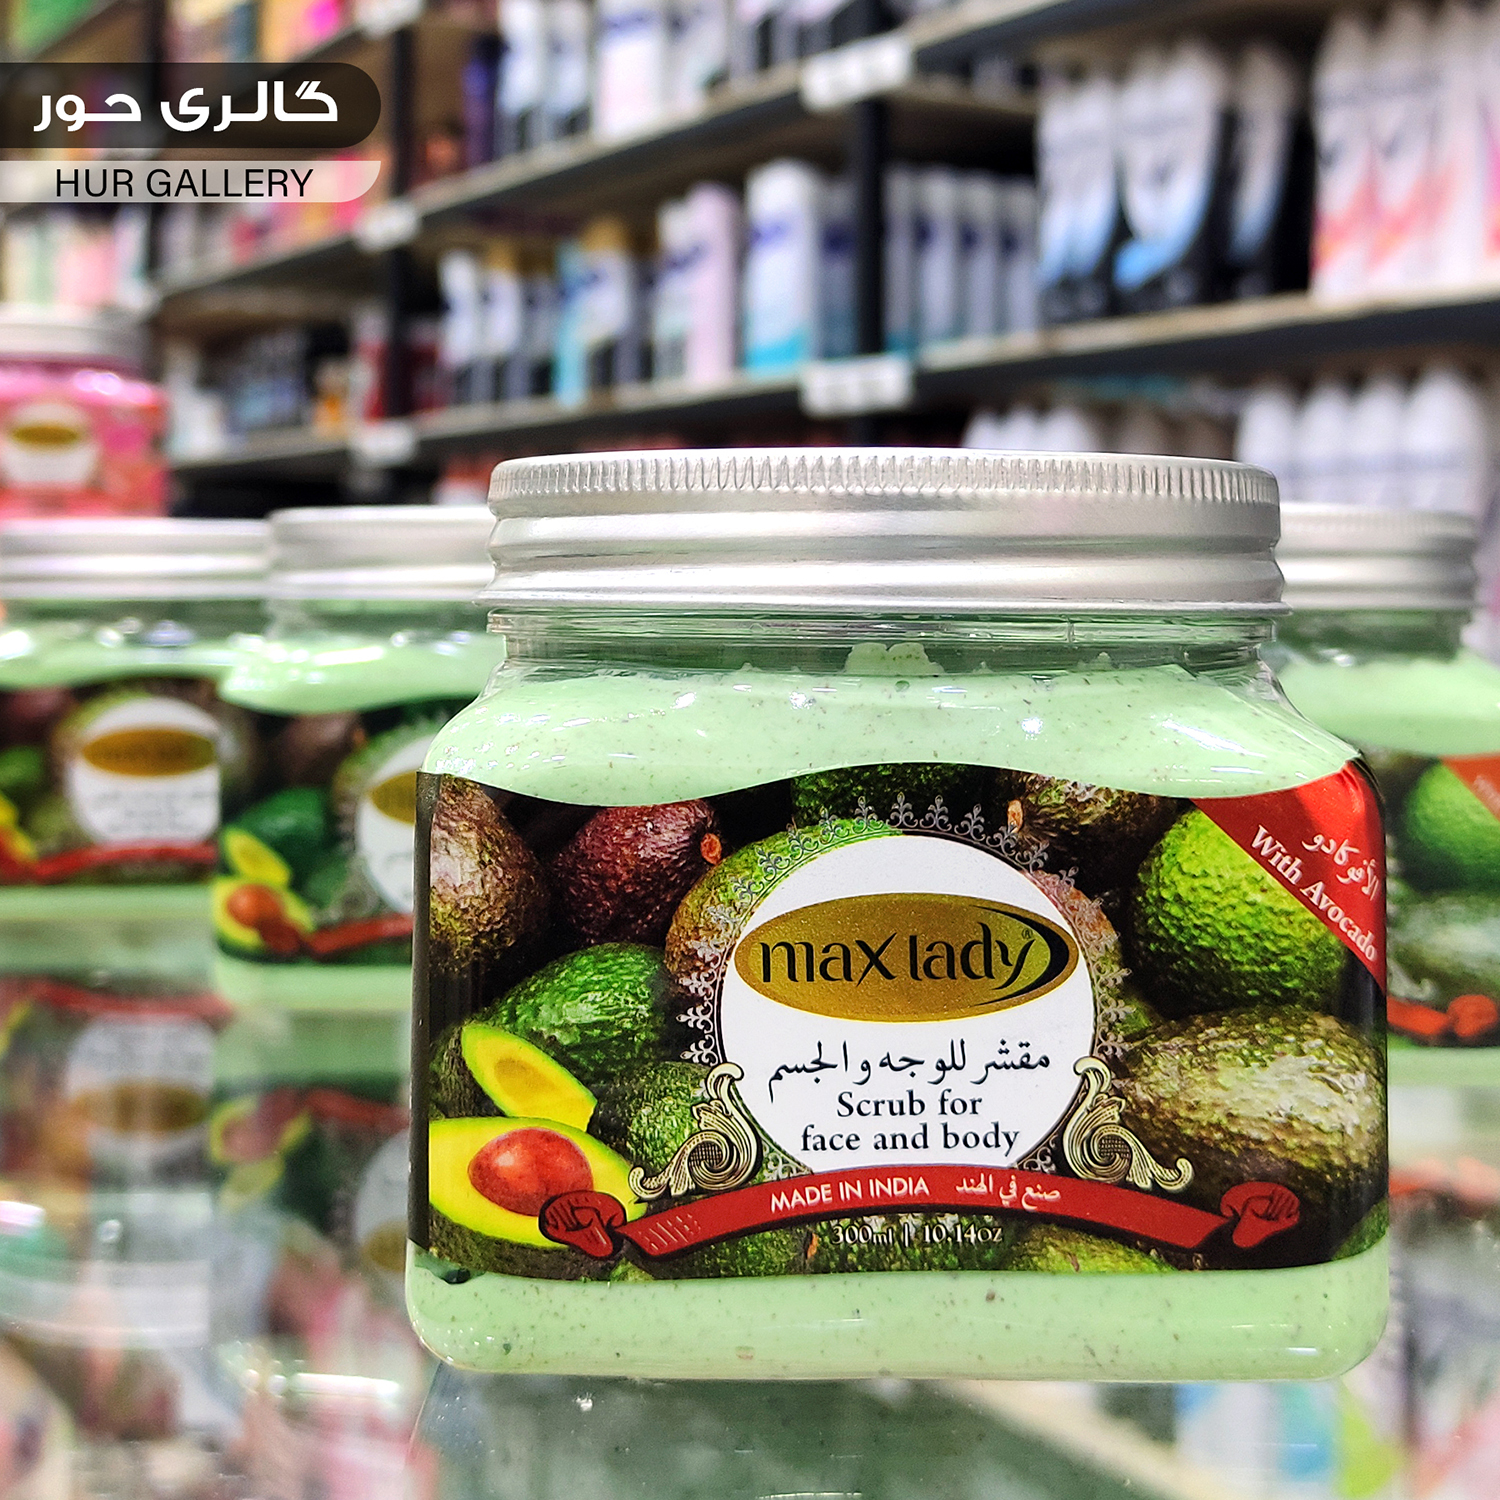 گالری حور
HUR GALLERY
الأفوكادو
With Avocado
max lady®
مقشر للوجه والجسم
Scrub for
face and body
MADE IN INDIA صنع في الهند
300ml | 10.14oz